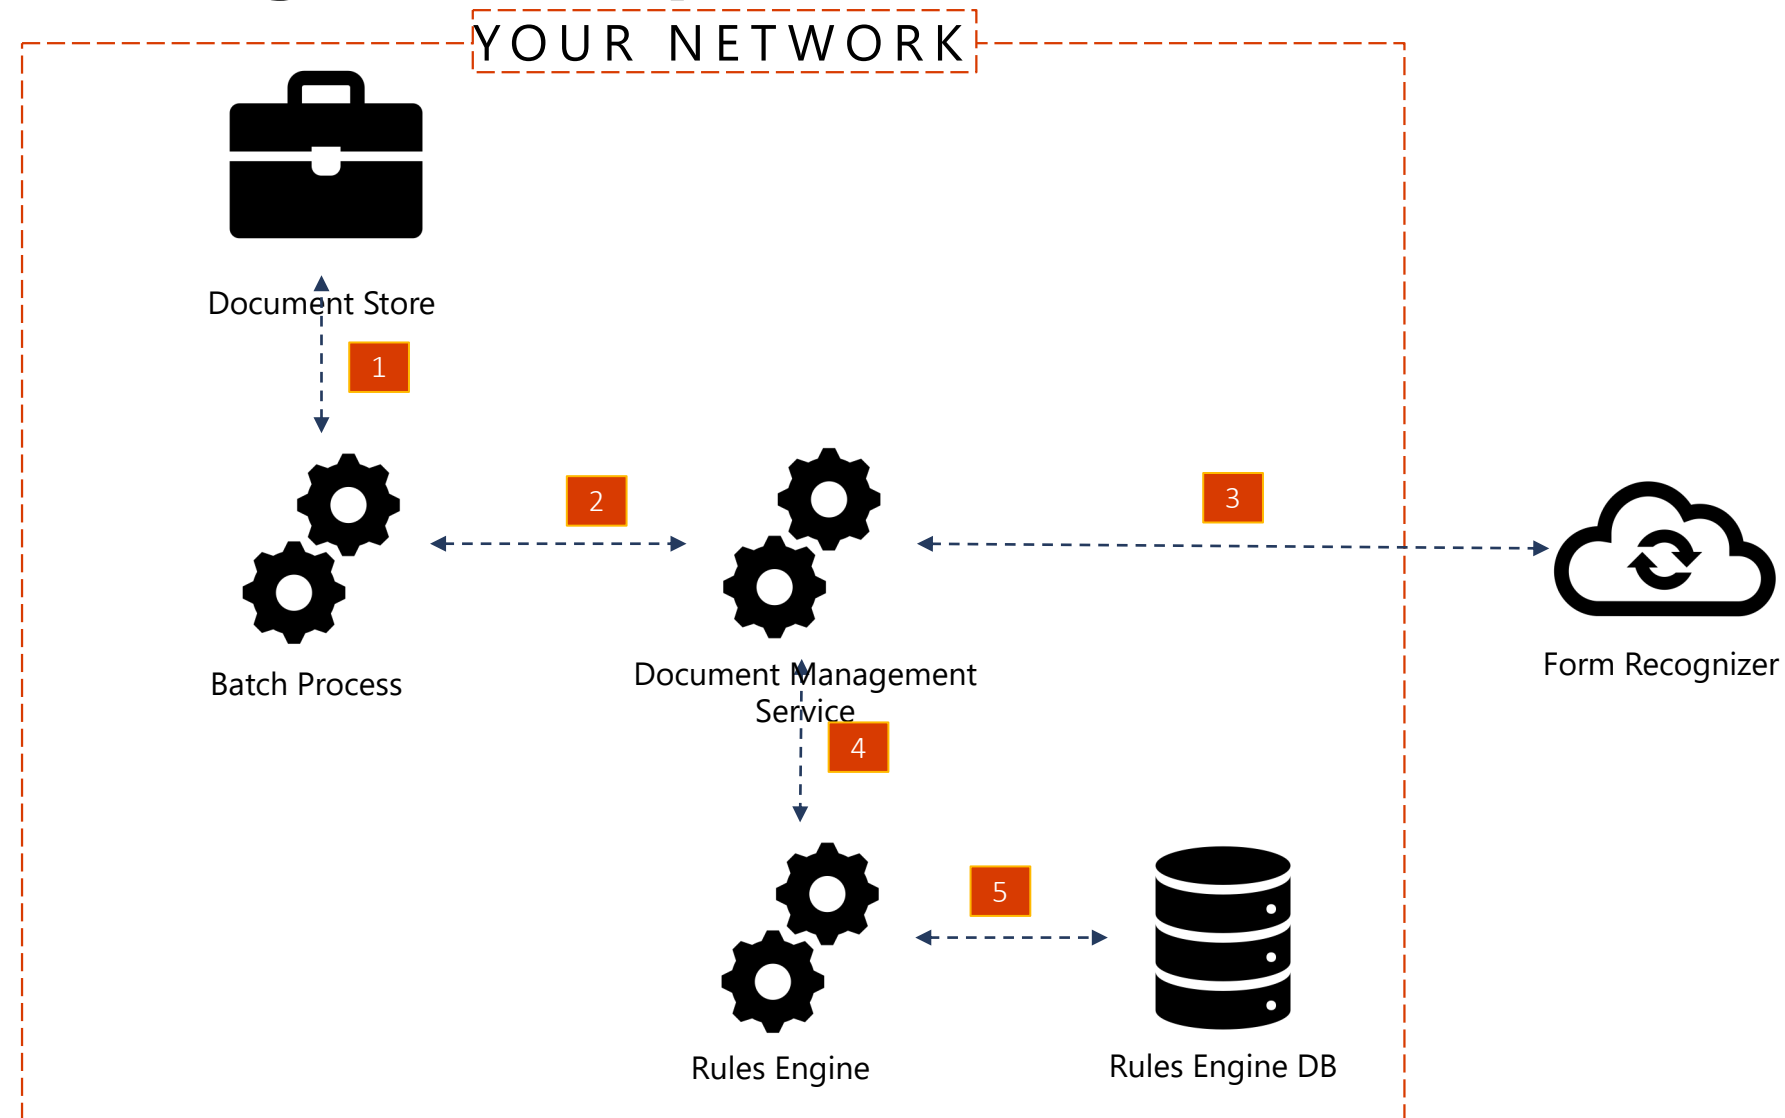 YOUR NETWORK
Document Store
1
2
3
Batch Process
Document Management
Service
Form Recognizer
4
5
Rules Engine
Rules Engine DB